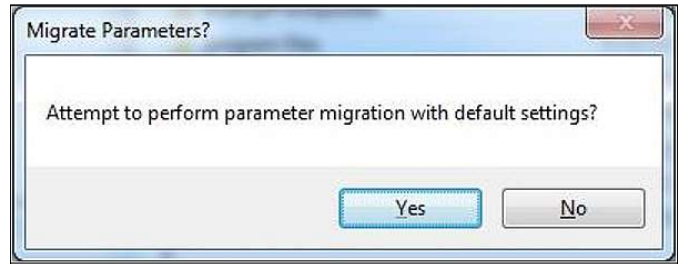 Migrate Parameters?
Attempt to perform parameter migration with default settings?
Yes
No